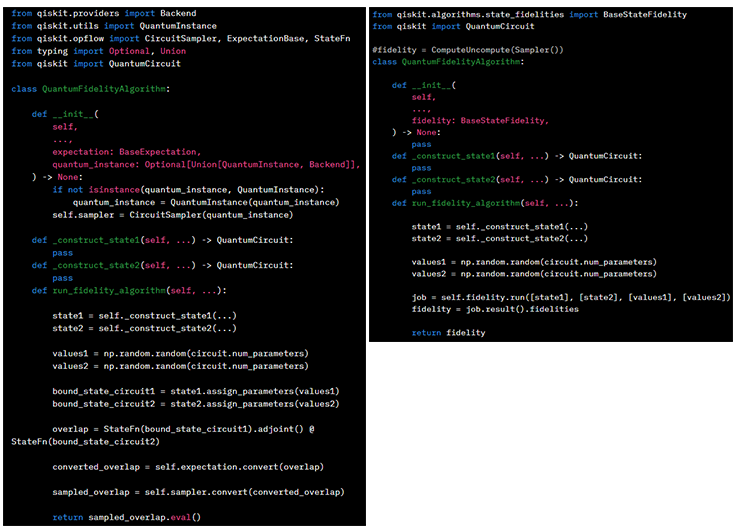 from qiskit.providers import Backend
from qiskit.utils import QuantumInstance
from qiskit.opflow import CircuitSampler, ExpectationBase, StateFn
from typing import Optional, Union
from qiskit import QuantumCircuit

class QuantumFidelityAlgorithm:

    def __init__(
        self,
        ...,
        expectation: BaseExpectation,
        quantum_instance: Optional[Union[QuantumInstance, Backend]],
    ) -> None:
        if not isinstance(quantum_instance, QuantumInstance):
            quantum_instance = QuantumInstance(quantum_instance)
        self.sampler = CircuitSampler(quantum_instance)

    def _construct_state1(self, ...) -> QuantumCircuit:
        pass
    def _construct_state2(self, ...) -> QuantumCircuit:
        pass
    def run_fidelity_algorithm(self, ...):

        state1 = self._construct_state1(...)
        state2 = self._construct_state2(...)

        values1 = np.random.random(circuit.num_parameters)
        values2 = np.random.random(circuit.num_parameters)

        bound_state_circuit1 = state1.assign_parameters(values1)
        bound_state_circuit2 = state2.assign_parameters(values2)

        overlap = StateFn(bound_state_circuit1).adjoint() @
StateFn(bound_state_circuit2)

        converted_overlap = self.expectation.convert(overlap)

        sampled_overlap = self.sampler.convert(converted_overlap)

        return sampled_overlap.eval()

from qiskit.algorithms.state_fidelities import BaseStateFidelity
from qiskit import QuantumCircuit

#fidelity = ComputeUncompute(Sampler())
class QuantumFidelityAlgorithm:

    def __init__(
        self,
        ...,
        fidelity: BaseStateFidelity,
    ) -> None:
        pass
    def _construct_state1(self, ...) -> QuantumCircuit:
        pass
    def _construct_state2(self, ...) -> QuantumCircuit:
        pass
    def run_fidelity_algorithm(self, ...):

        state1 = self._construct_state1(...)
        state2 = self._construct_state2(...)

        values1 = np.random.random(circuit.num_parameters)
        values2 = np.random.random(circuit.num_parameters)

        job = self.fidelity.run([state1], [state2], [values1], [values2])
        fidelity = job.result().fidelities

        return fidelity